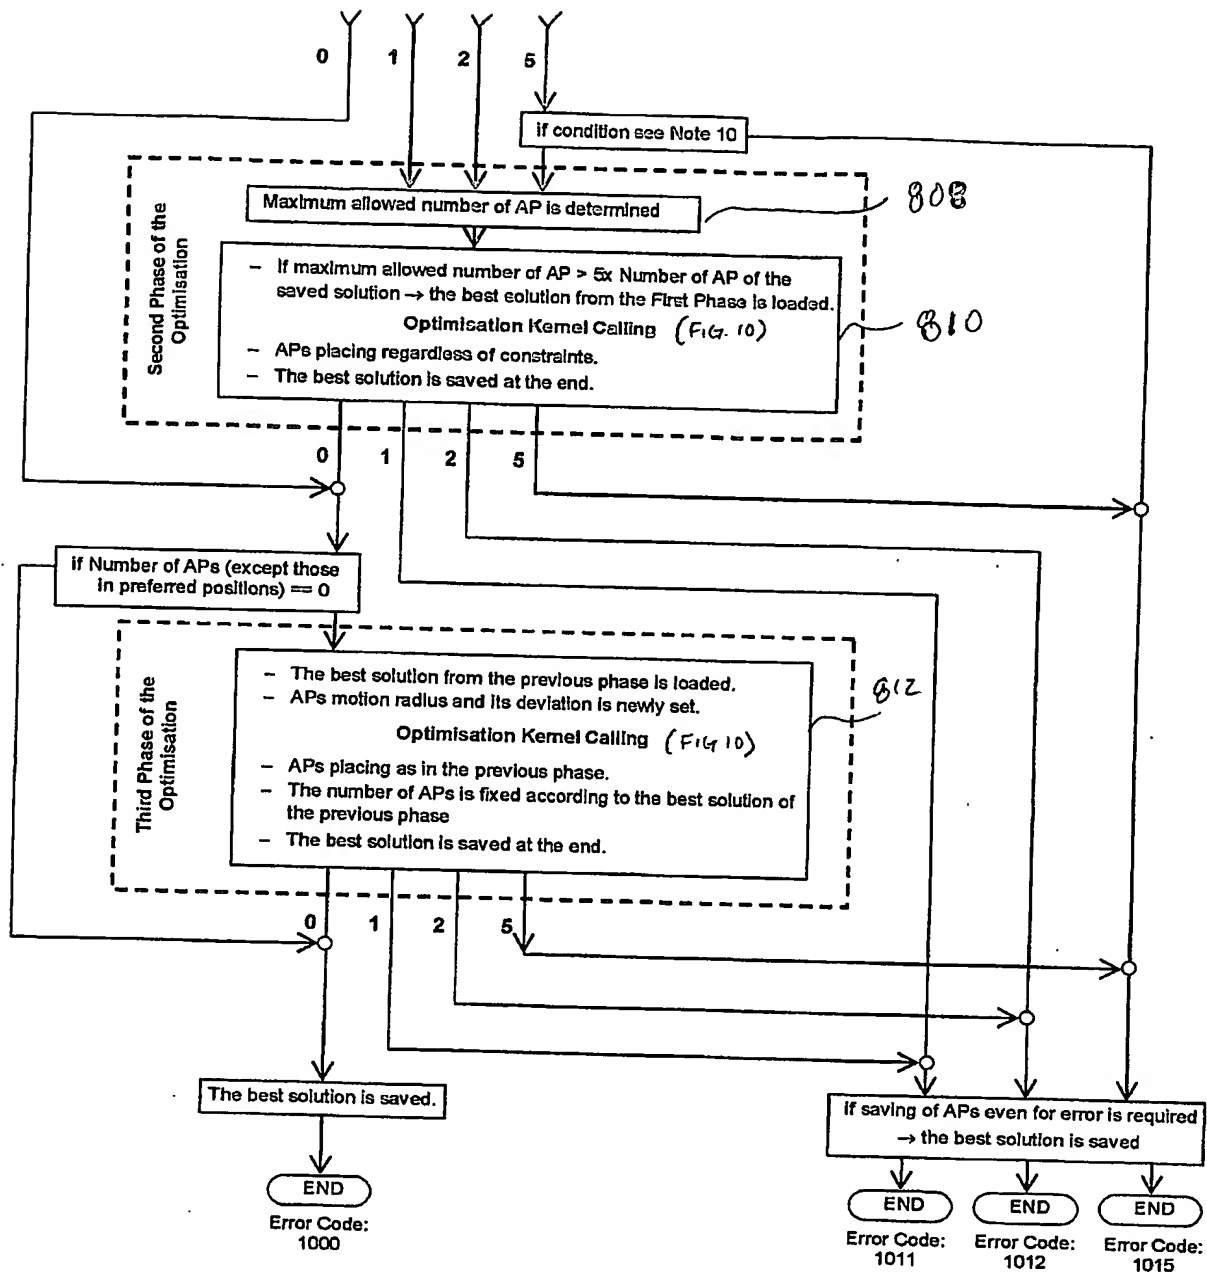 0
1
2
5
if condition see Note 10
Second Phase of the
Optimisation
Maximum allowed number of AP is determined
808
– If maximum allowed number of AP > 5x Number of AP of the
saved solution → the best solution from the First Phase is loaded.
Optimisation Kernel Calling (FIG. 10)
– APs placing regardless of constraints.
– The best solution is saved at the end.
810
0
1
2
5
if Number of APs (except those
in preferred positions) == 0
Third Phase of the
Optimisation
– The best solution from the previous phase is loaded.
– APs motion radius and its deviation is newly set.
Optimisation Kernel Calling (FIG 10)
– APs placing as in the previous phase.
– The number of APs is fixed according to the best solution of
the previous phase
– The best solution is saved at the end.
812
0
1
2
5
The best solution is saved.
END
Error Code:
1000
if saving of APs even for error is required
→ the best solution is saved
END
END
END
Error Code:
1011
Error Code:
1012
Error Code:
1015